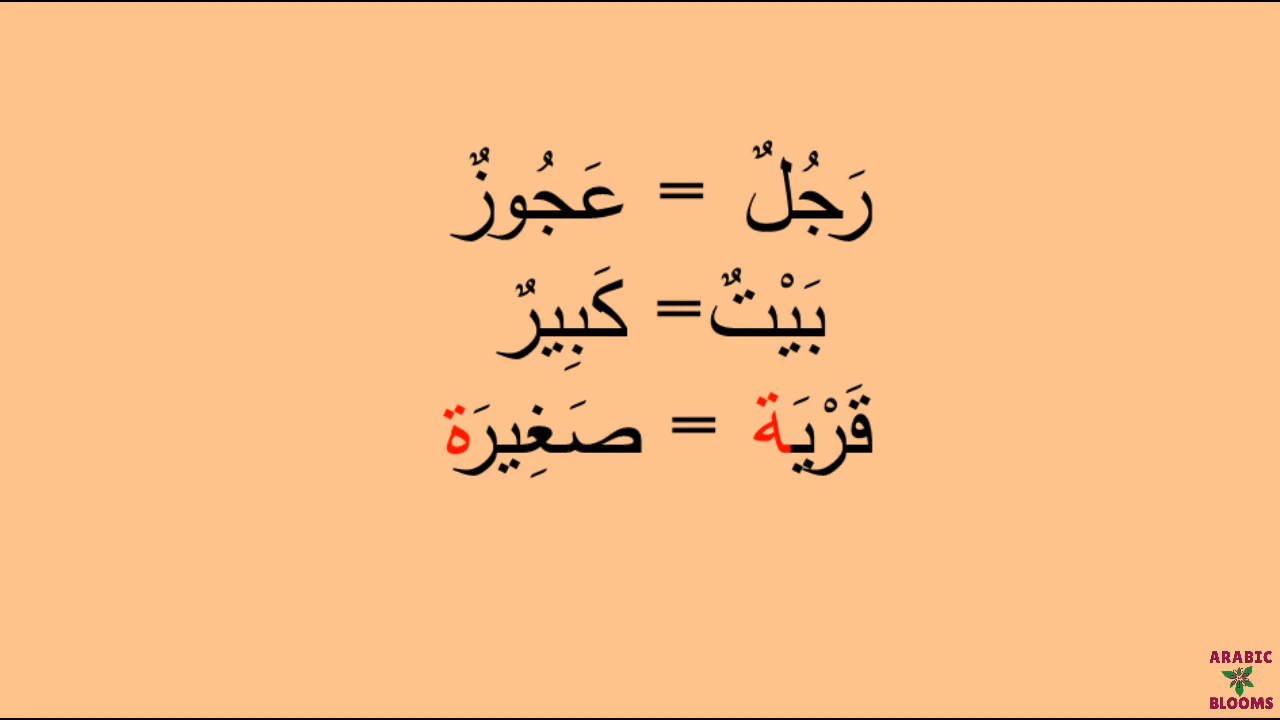 رَجُلٌ = عَجُوزٌ
بَيْتٌ= كَبِيرٌ
قَرْيَة = صَغِيرَة
ARABIC
BLOOMS